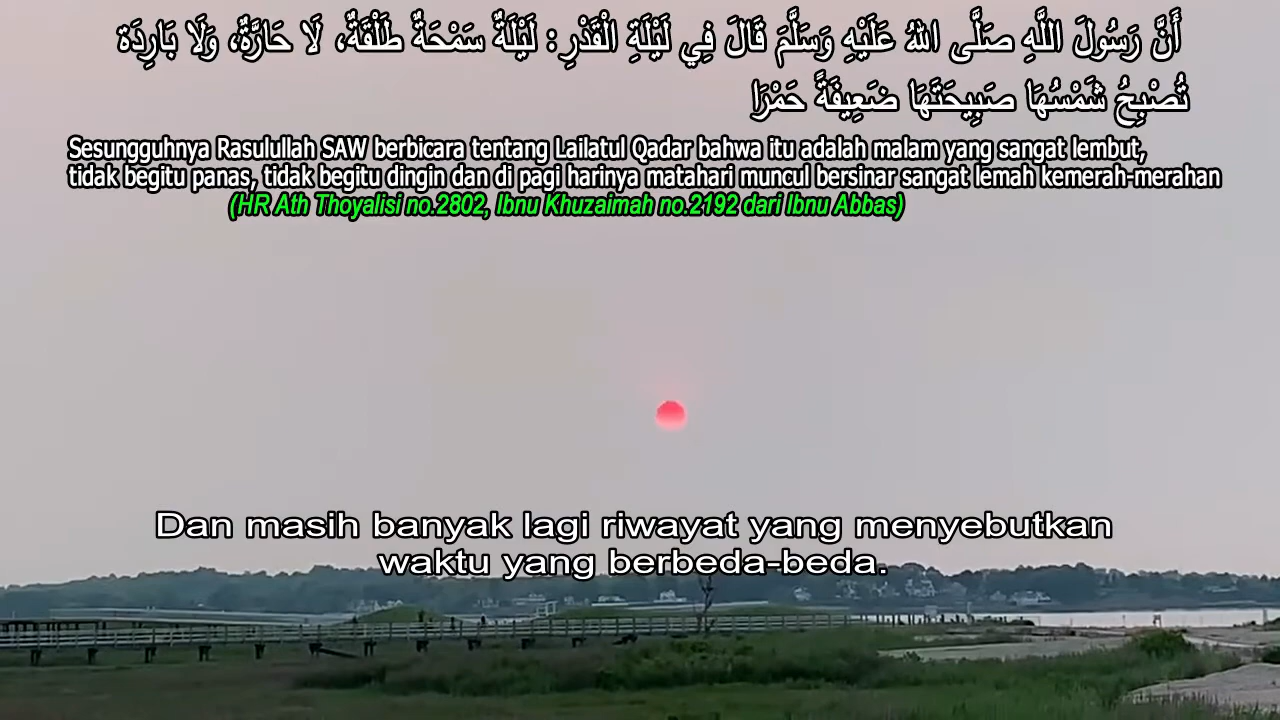 أَنَّ رَسُولَ اللَّهِ صَلَّى اللهُ عَلَيْهِ وَسَلَّمَ قَالَ فِي لَيْلَةِ الْقَدْرِ: لَيْلَةٌ سَمْحَةٌ طَلْقَةٌ، لَا حَارَّةٌ، وَلَا بَارِدَة
تُصْبِحُ شَمْسُهَا صَبِيحَتَهَا ضَعِيفَةً حَمْرَا
Sesungguhnya Rasulullah SAW berbicara tentang Lailatul Qadar bahwa itu adalah malam yang sangat lembut,
tidak begitu panas, tidak begitu dingin dan di pagi harinya matahari muncul bersinar sangat lemah kemerah-merahan
(HR Ath Thoyalisi no.2802, Ibnu Khuzaimah no.2192 dari Ibnu Abbas)
Dan masih banyak lagi riwayat yang menyebutkan
waktu yang berbeda-beda.